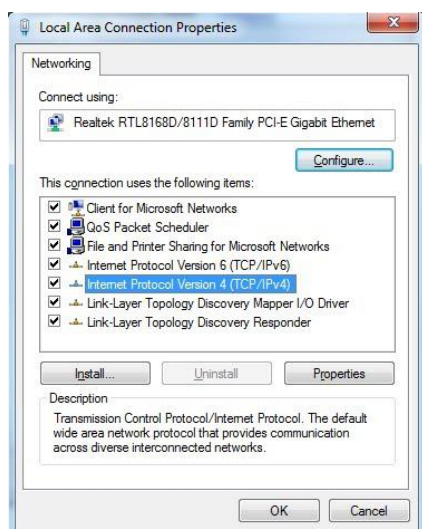 Local Area Connection Properties
Networking
Connect using:
Realtek RTL8168D/8111D Family PCI-E Gigabit Ethernet
Configure...
This connection uses the following items:
Client for Microsoft Networks
QoS Packet Scheduler
File and Printer Sharing for Microsoft Networks
Internet Protocol Version 6 (TCP/IPv6)
Internet Protocol Version 4 (TCP/IPv4)
Link-Layer Topology Discovery Mapper I/O Driver
Link-Layer Topology Discovery Responder
Install... Uninstall Properties
Description
Transmission Control Protocol/Internet Protocol. The default
wide area network protocol that provides communication
across diverse interconnected networks.
OK Cancel